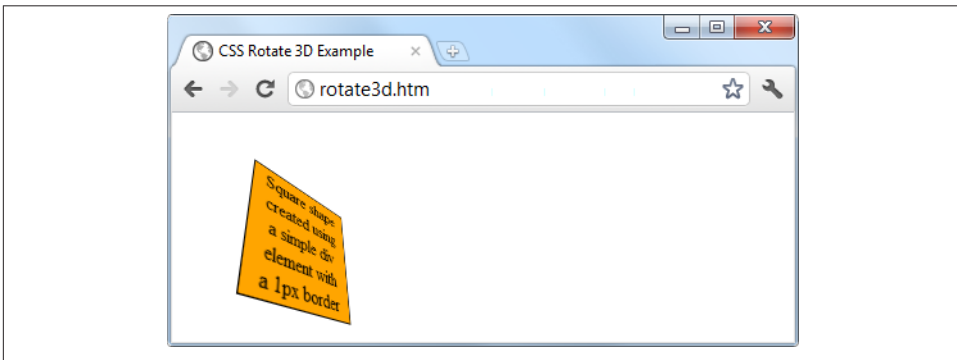 CSS Rotate 3D Example
rotate3d.htm
Square shape
created using
a simple div
element with
a 1px border